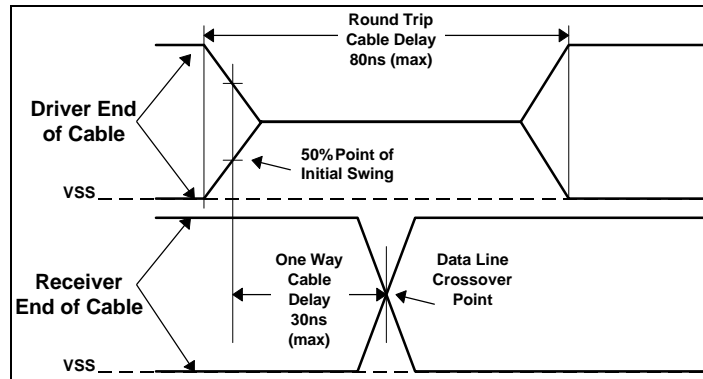 Round Trip
Cable Delay
80ns (max)
Driver End
of Cable
50% Point of
Initial Swing
VSS
One Way
Cable
Delay
30ns
(max)
Data Line
Crossover
Point
Receiver
End of Cable
VSS